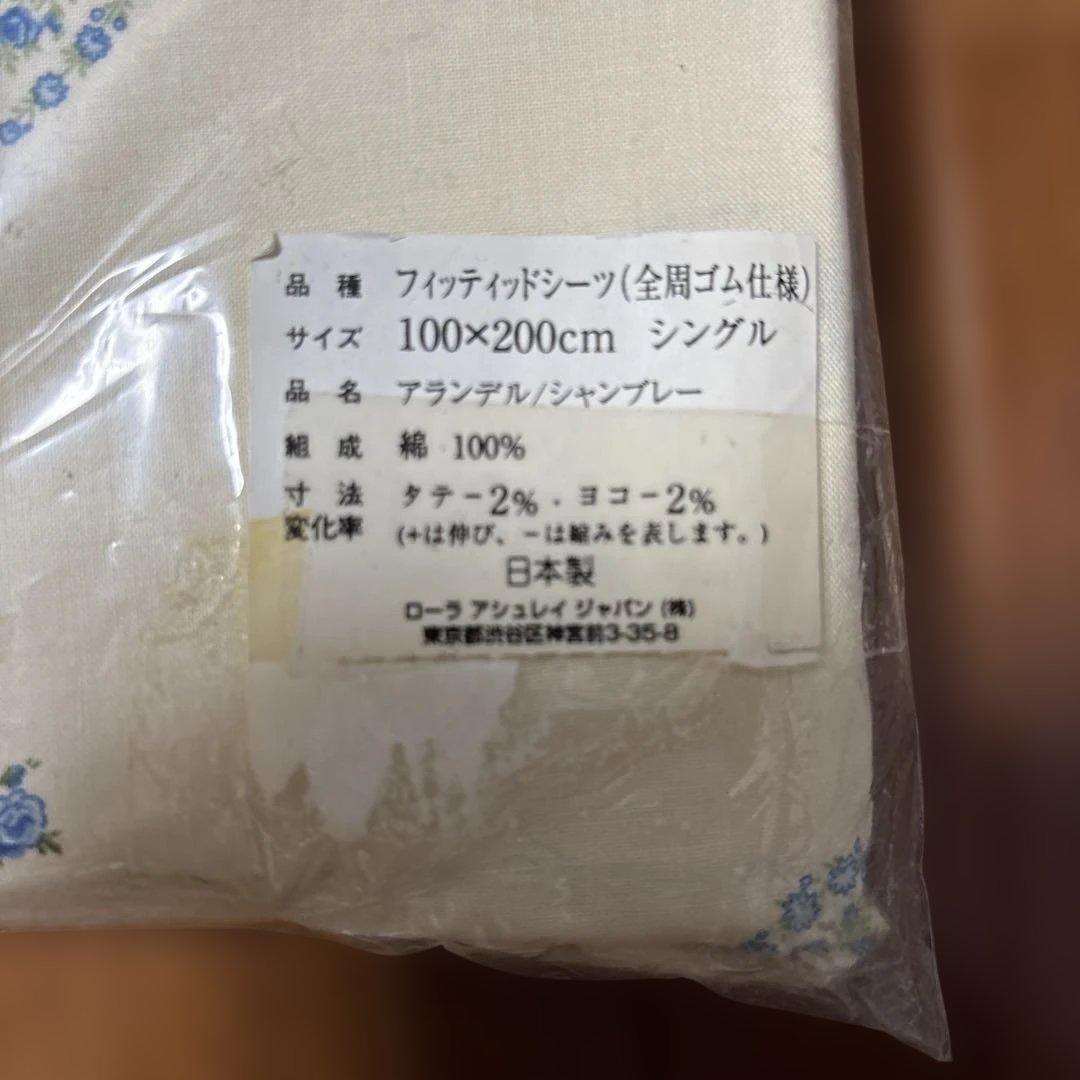 品種 フィッティッドシーツ(全周ゴム仕様)
サイズ 100×200cm シングル
品名 アランデル/シャンブレー
組成 綿 100%
寸法変化率 タテ－2%．ヨコ－2%
(+は伸び、－は縮みを表します。)
日本製
ローラ アシュレイ ジャパン (株)
東京都渋谷区神宮前3-35-8